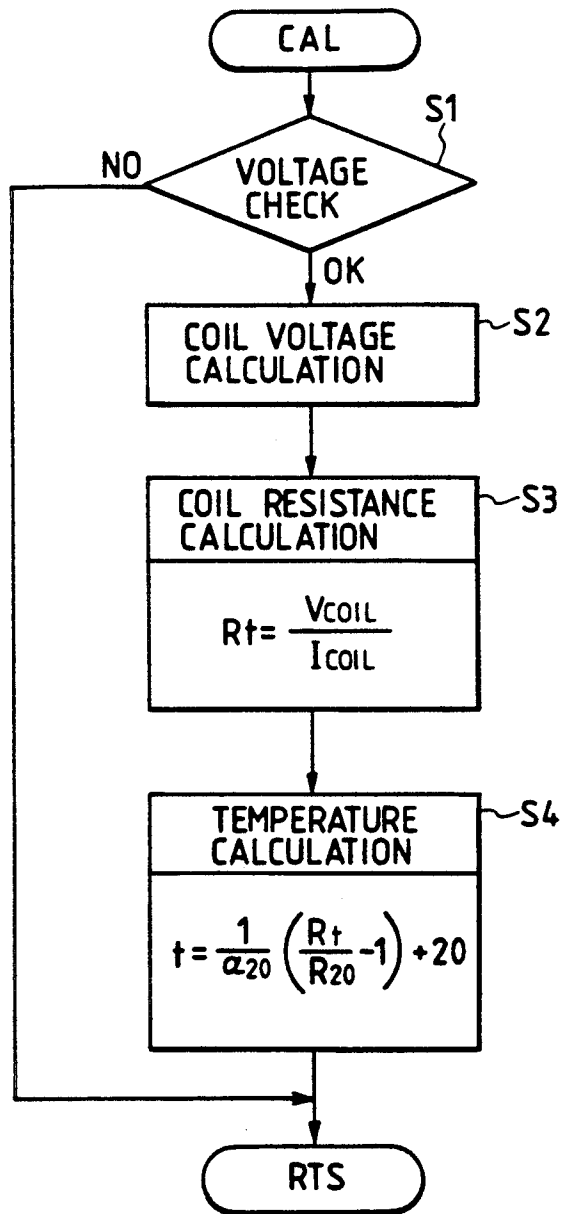 CAL
S1
NO
VOLTAGE
CHECK
OK
COIL VOLTAGE
CALCULATION
S2
COIL RESISTANCE
CALCULATION
S3
Rt = VCOIL / ICOIL
TEMPERATURE
CALCULATION
S4
t = 1/α20 (Rt/R20 - 1) + 20
RTS